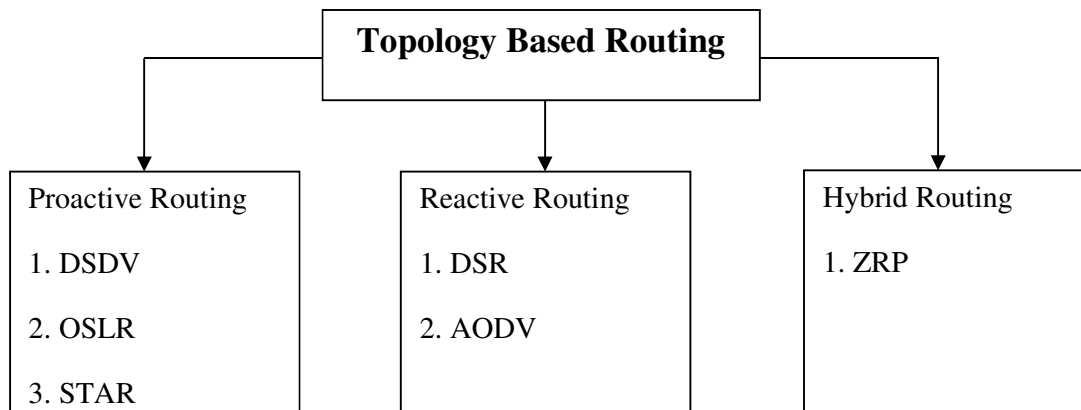 Topology Based Routing
Proactive Routing
1. DSDV
2. OSLR
3. STAR
Reactive Routing
1. DSR
2. AODV
Hybrid Routing
1. ZRP